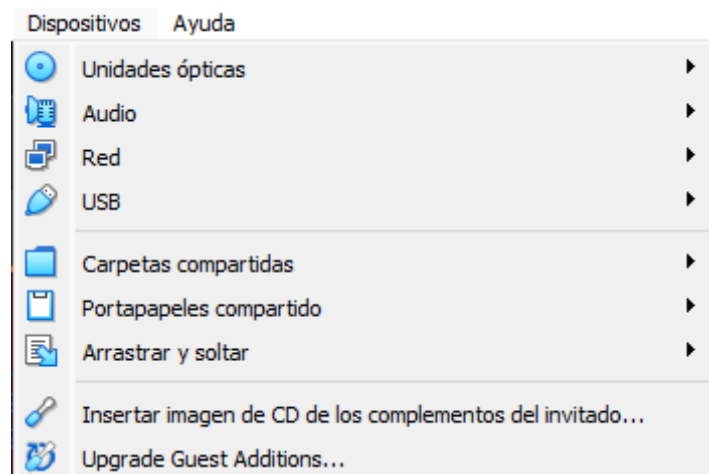 Dispositivos Ayuda
Unidades ópticas
Audio
Red
USB
Carpetas compartidas
Portapapeles compartido
Arrastrar y soltar
Insertar imagen de CD de los complementos del invitado...
Upgrade Guest Additions...